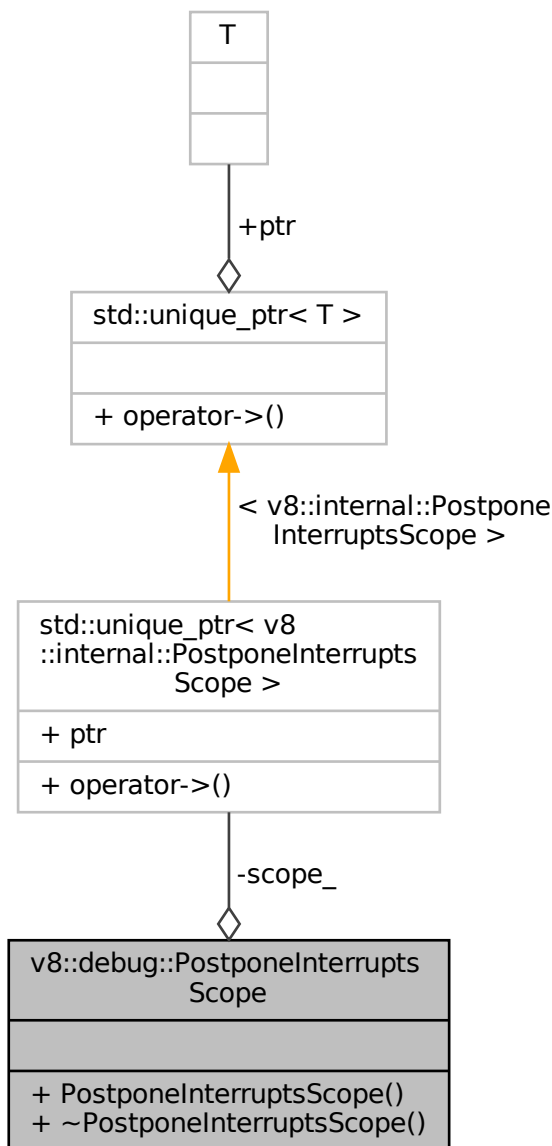 T
+ptr
std::unique_ptr< T >
+ operator->()
< v8::internal::Postpone
InterruptsScope >
std::unique_ptr< v8
::internal::PostponeInterrupts
Scope >
+ ptr
+ operator->()
-scope_
v8::debug::PostponeInterrupts
Scope
+ PostponeInterruptsScope()
+ ~PostponeInterruptsScope()